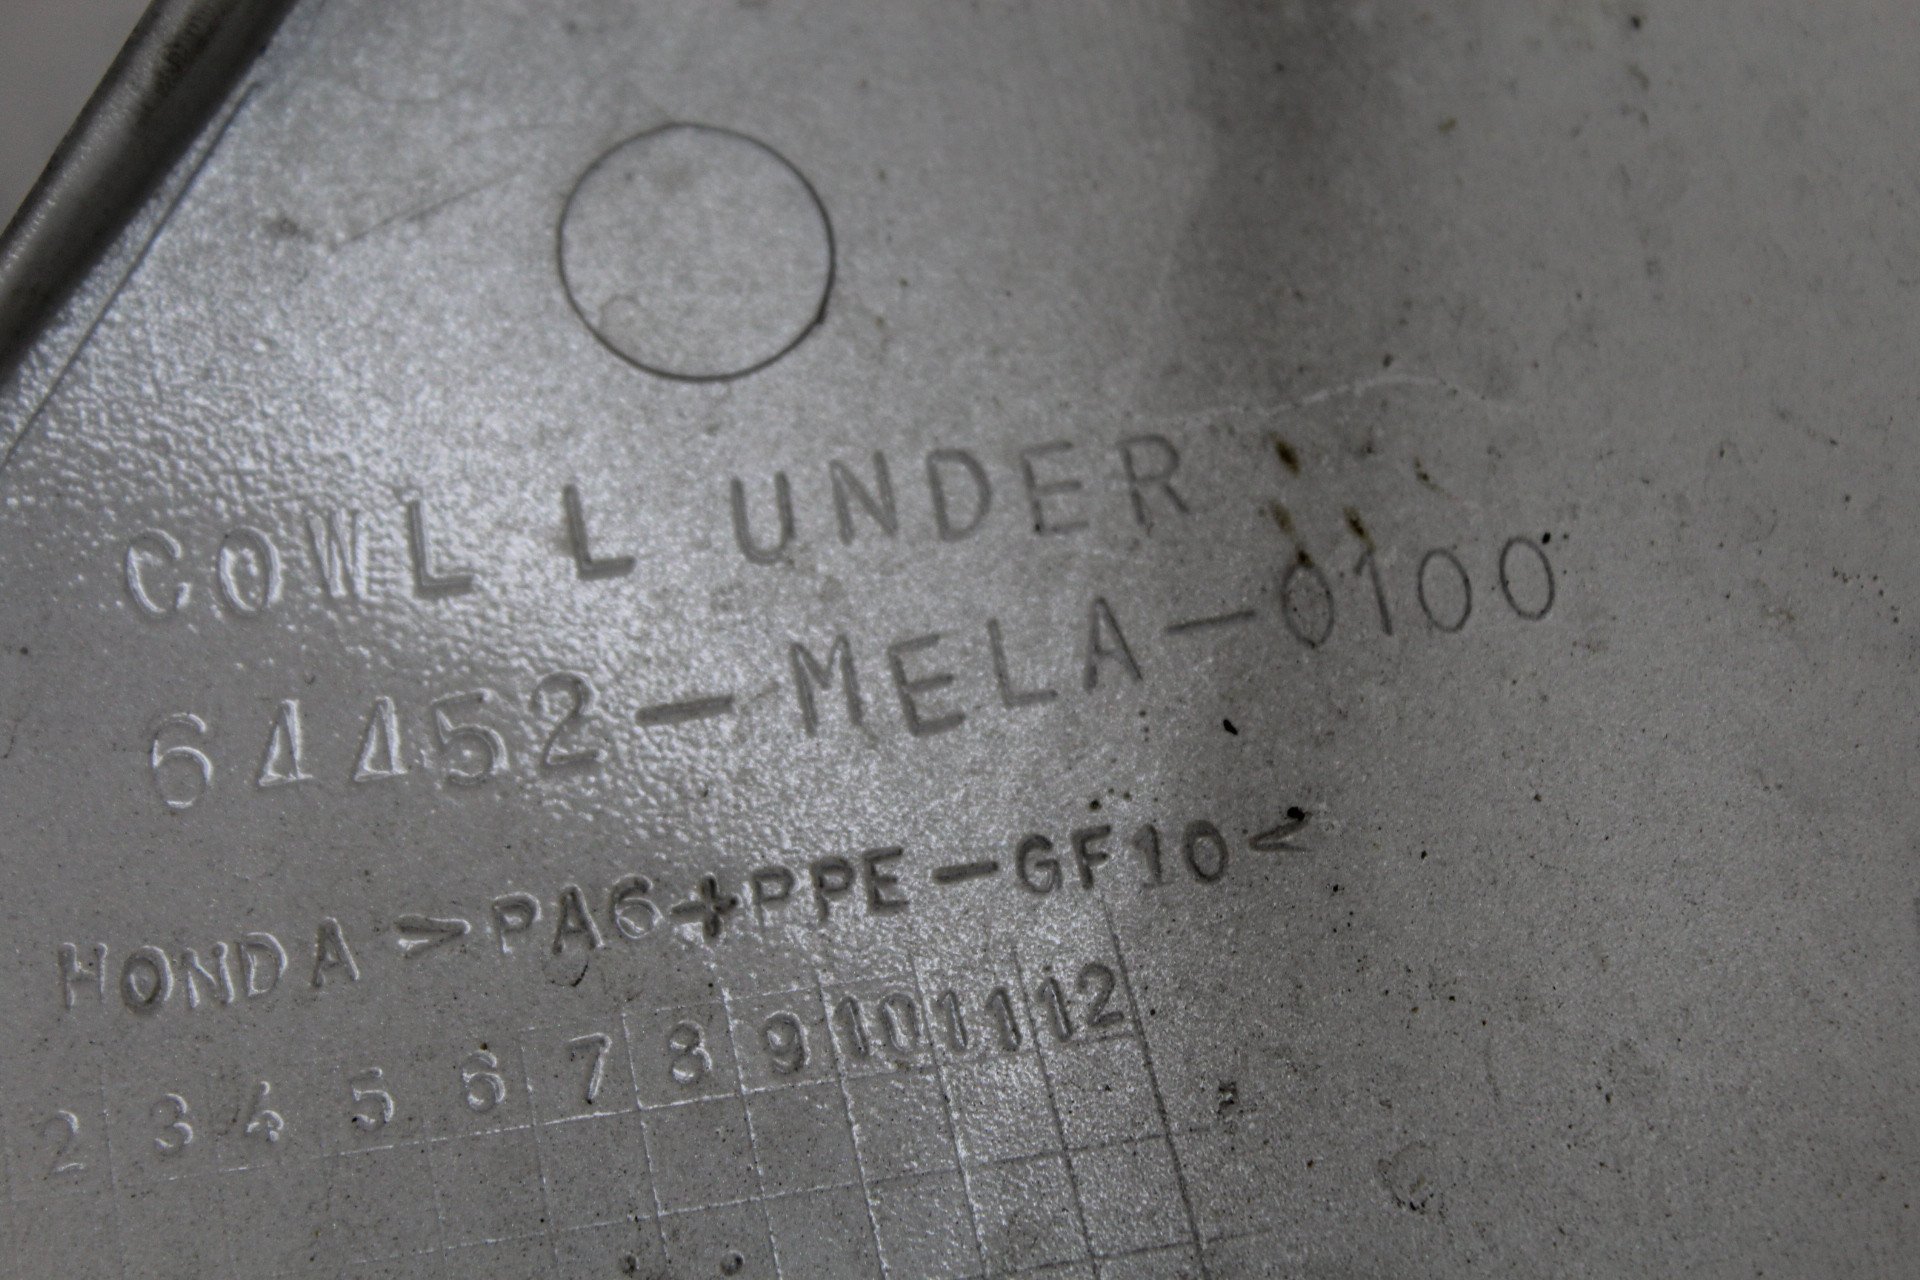 COWL L UNDER
64452-MELA-0100
HONDA >PA6+PPE-GF10<
2 3 4 5 6 7 8 9 10 11 12